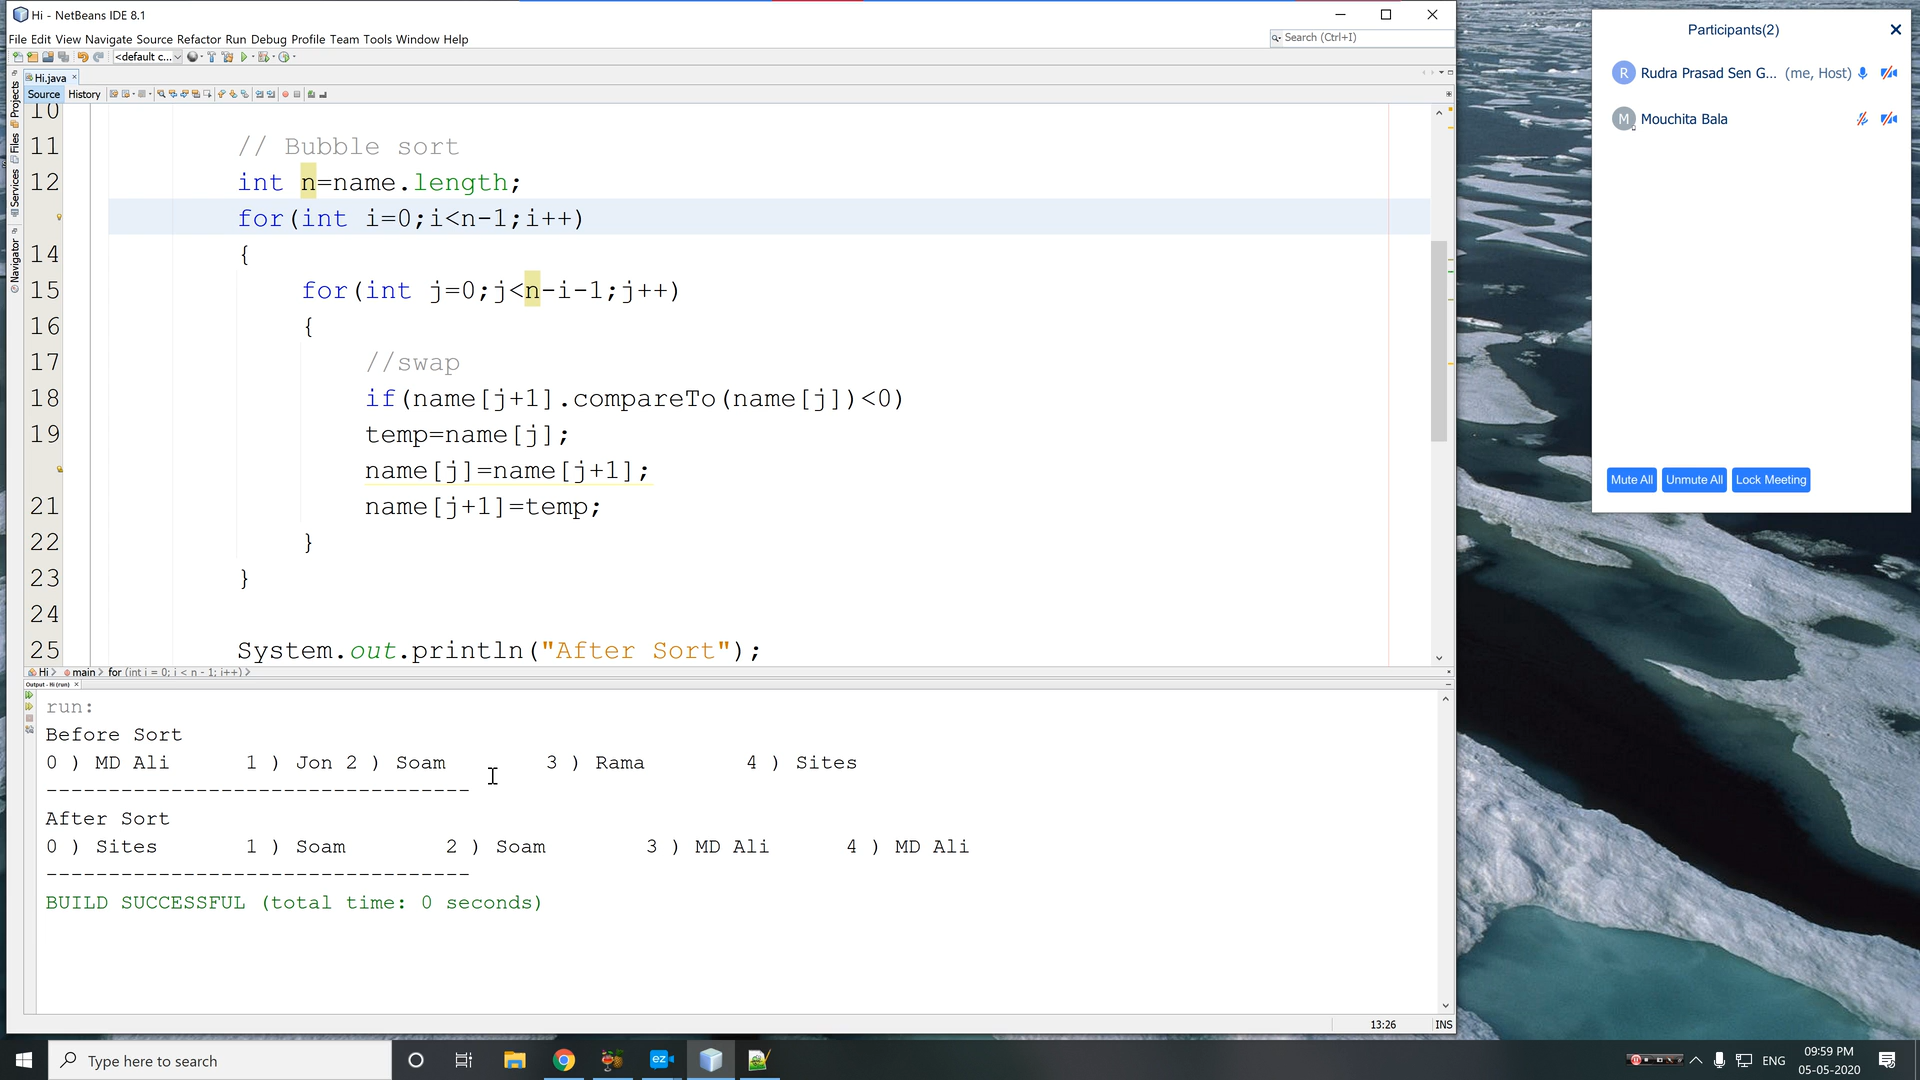 Hi - NetBeans IDE 8.1
File Edit View Navigate Source Refactor Run Debug Profile Team Tools Window Help
Search (Ctrl+I)
<default c...
Hi.java
Source History
Projects
Files
Services
Navigator
10
11 // Bubble sort
12 int n=name.length;
for(int i=0;i<n-1;i++)
14 {
15 for(int j=0;j<n-i-1;j++)
16 {
17 //swap
18 if(name[j+1].compareTo(name[j])<0)
19 temp=name[j];
name[j]=name[j+1];
21 name[j+1]=temp;
22 }
23 }
24
25 System.out.println("After Sort");
Hi > main > for (int i = 0; i < n - 1; i++) >
Output - Hi (run)
run:
Before Sort
0 ) MD Ali 1 ) Jon 2 ) Soam 3 ) Rama 4 ) Sites
----------------------------------
After Sort
0 ) Sites 1 ) Soam 2 ) Soam 3 ) MD Ali 4 ) MD Ali
----------------------------------
BUILD SUCCESSFUL (total time: 0 seconds)
13:26 INS
Participants(2)
R Rudra Prasad Sen G... (me, Host)
M Mouchita Bala
Mute All Unmute All Lock Meeting
Type here to search
ez
ENG
09:59 PM
05-05-2020